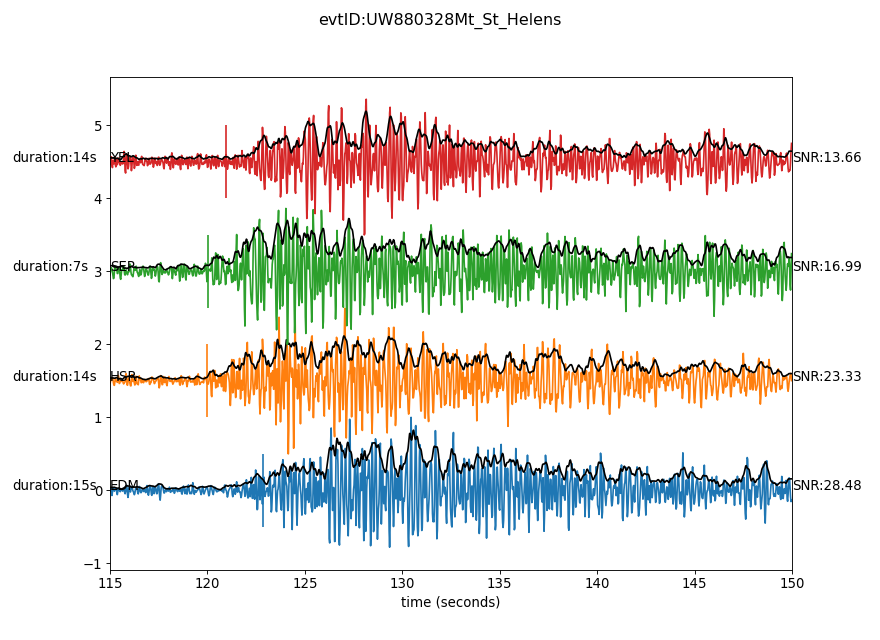 evtID:UW880328Mt_St_Helens
5
duration:14s
SNR:13.66
4
duration:7s
SEP
SNR:16.99
3
2
duration:14s
HSR
SNR:23.33
1
duration:15s
EDM
SNR:28.48
0
−1
115
120
125
130
135
140
145
150
time (seconds)